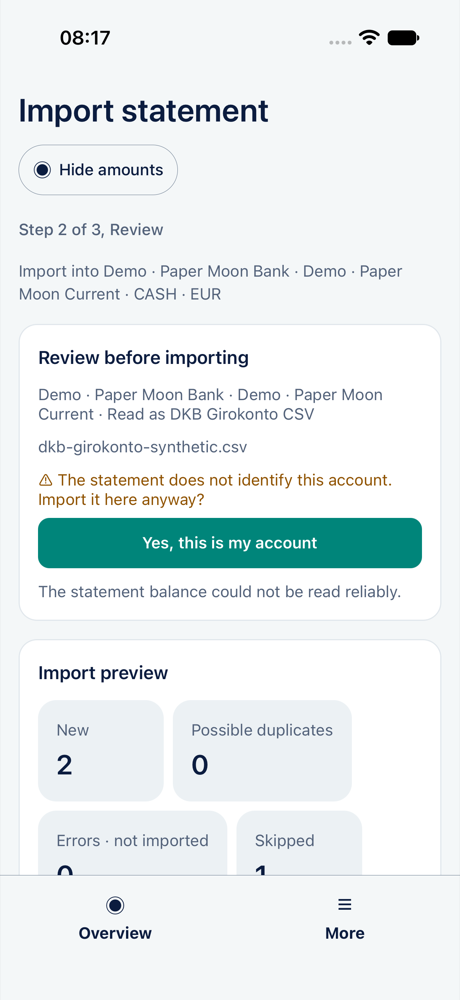 08:17
Import statement
Hide amounts
Step 2 of 3, Review
Import into Demo · Paper Moon Bank · Demo · Paper
Moon Current · CASH · EUR
Review before importing
Demo · Paper Moon Bank · Demo · Paper Moon
Current · Read as DKB Girokonto CSV
dkb-girokonto-synthetic.csv
⚠ The statement does not identify this account.
Import it here anyway?
Yes, this is my account
The statement balance could not be read reliably.
Import preview
New
2
Possible duplicates
0
Errors · not imported
0
Skipped
1
Overview
More